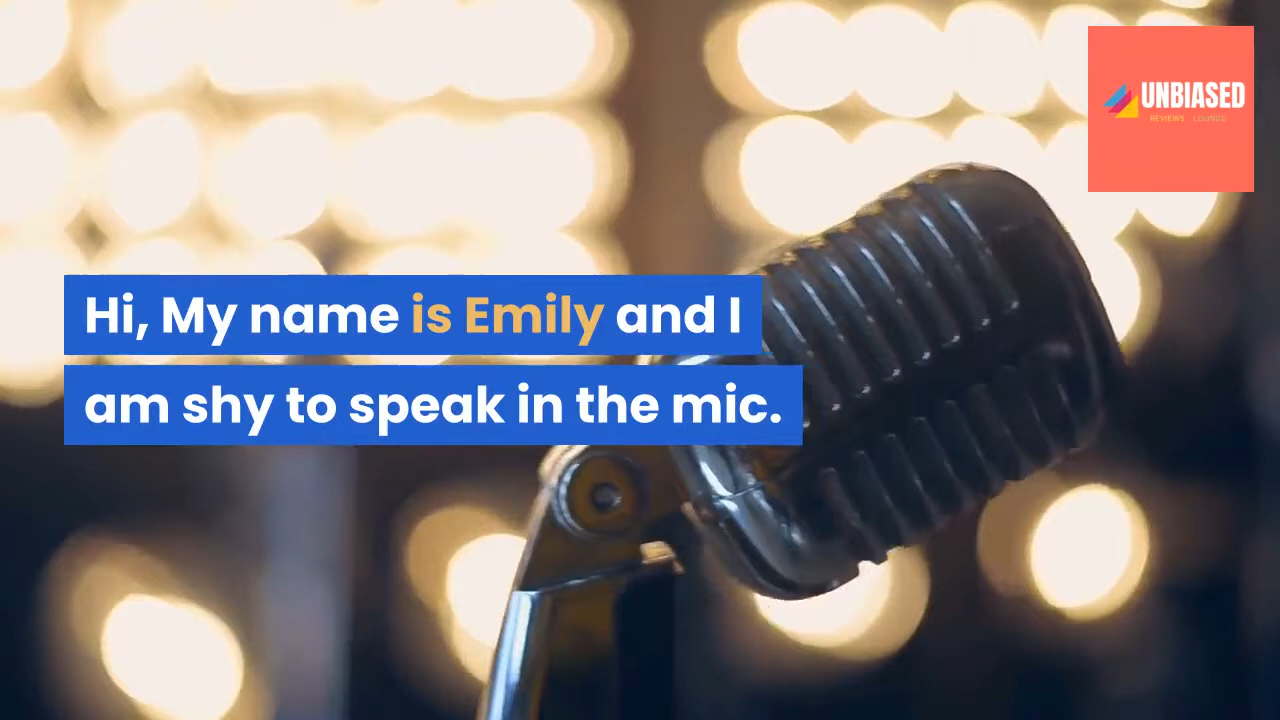 UNBIASED
REVIEWS LOUNGE
Hi, My name is Emily and I
am shy to speak in the mic.